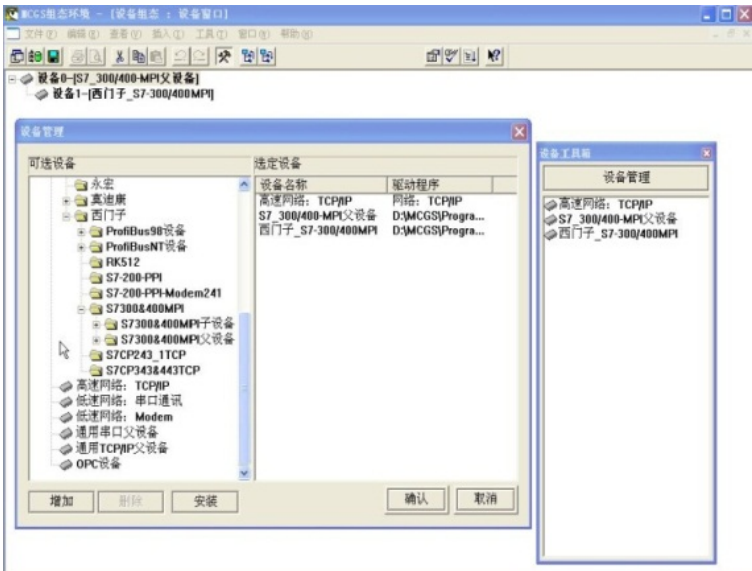 MCGS组态环境 - [设备组态 : 设备窗口]
文件(F) 编辑(E) 查看(V) 插入(I) 工具(T) 窗口(W) 帮助(H)
设备0-[S7_300/400-MPI父设备]
设备1-[西门子_S7-300/400MPI]
设备管理
可选设备
选定设备
永宏
莫迪康
西门子
ProfiBus98设备
ProfiBusNT设备
RK512
S7-200-PPI
S7-200-PPI-Modem241
S7300&400MPI
S7300&400MPI子设备
S7300&400MPI父设备
S7CP243_1TCP
S7CP343&443TCP
高速网络: TCP/IP
低速网络: 串口通讯
低速网络: Modem
通用串口父设备
通用TCP/IP父设备
OPC设备
设备名称 驱动程序
高速网络: TCP/IP 网络: TCP/IP
S7_300/400-MPI父设备 D:\MCGS\Progra...
西门子_S7-300/400MPI D:\MCGS\Progra...
增加 删除 安装 确认 取消
设备工具箱
设备管理
高速网络: TCP/IP
S7_300/400-MPI父设备
西门子_S7-300/400MPI